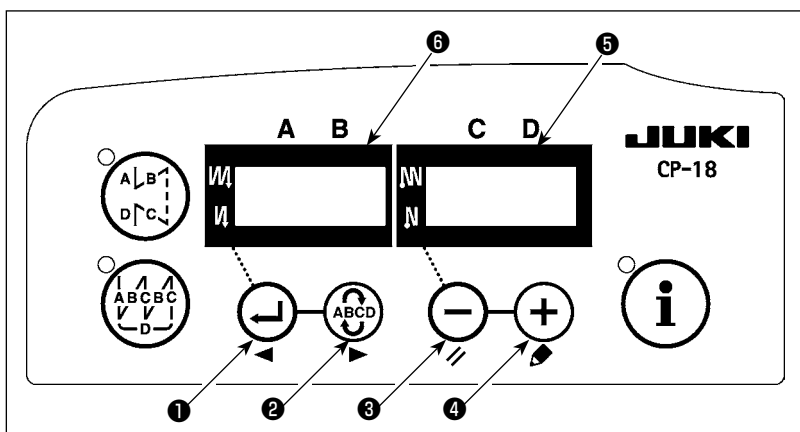 ❻ ❺
A B C D
JUKI
CP-18
A B
D C
A B C B C
D
ABCD
− +
i
❶ ❷ ❸ ❹